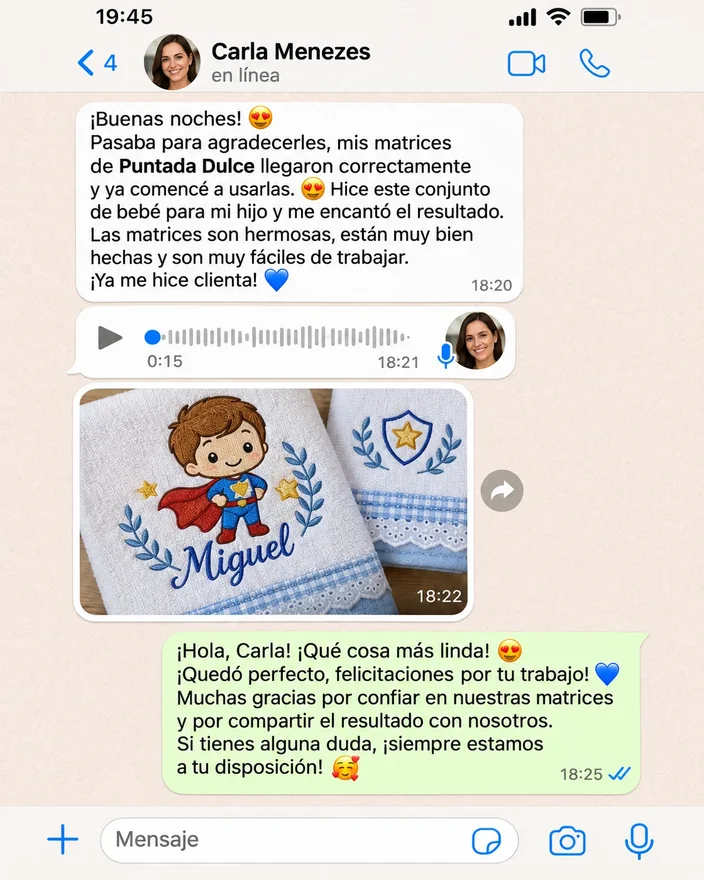 19:45
4
Carla Menezes
en línea
¡Buenas noches! 😍
Pasaba para agradecerles, mis matrices
de Puntada Dulce llegaron correctamente
y ya comencé a usarlas. 😍 Hice este conjunto
de bebé para mi hijo y me encantó el resultado.
Las matrices son hermosas, están muy bien
hechas y son muy fáciles de trabajar.
¡Ya me hice clienta! 💙
18:20
0:15
18:21
Miguel
18:22
¡Hola, Carla! ¡Qué cosa más linda! 😍
¡Quedó perfecto, felicitaciones por tu trabajo! 💙
Muchas gracias por confiar en nuestras matrices
y por compartir el resultado con nosotros.
Si tienes alguna duda, ¡siempre estamos
a tu disposición! 🥰
18:25
Mensaje